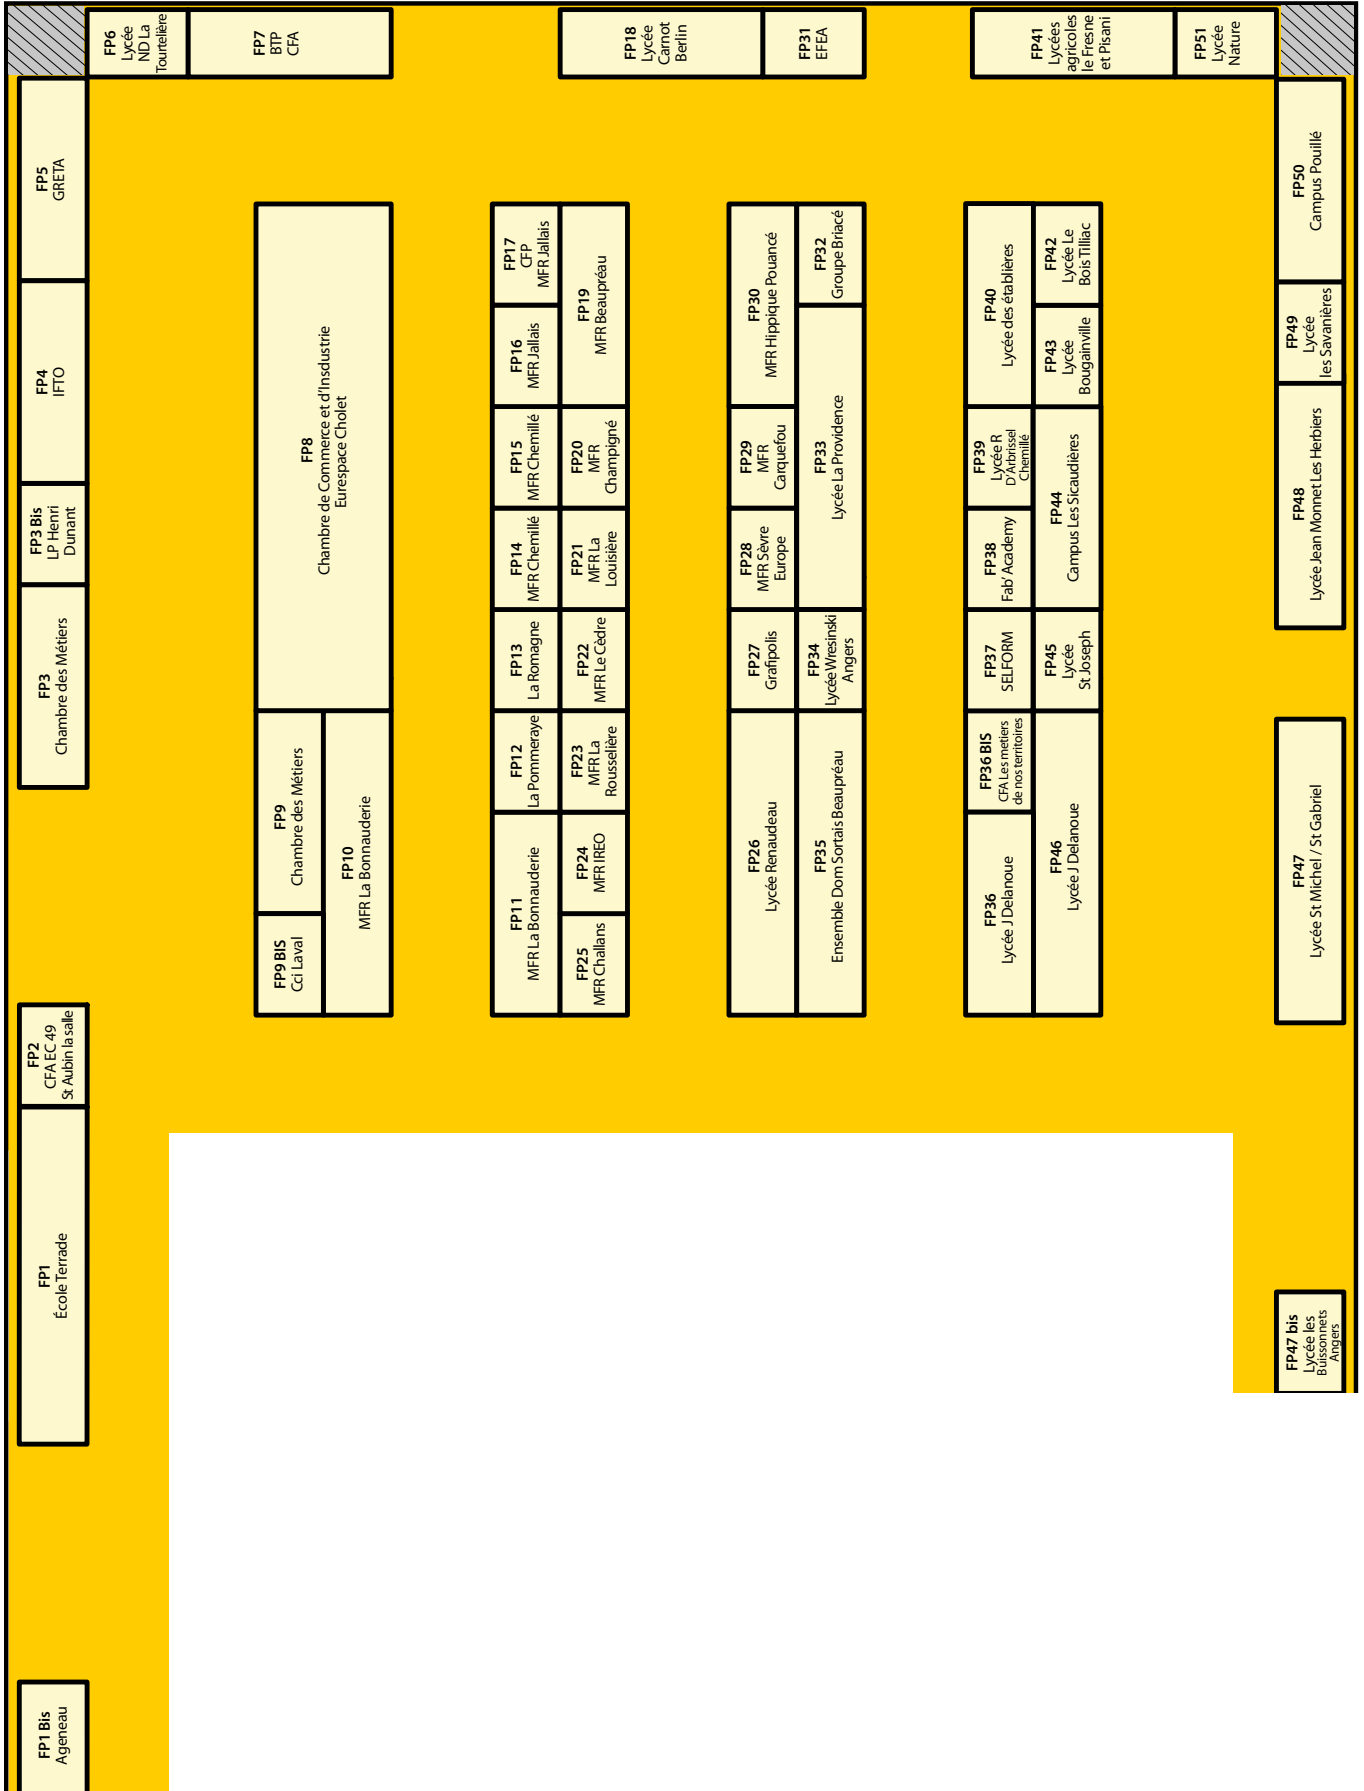 FP6
Lycée
ND La
Tourtelière
FP7
BTP
CFA
FP18
Lycée
Carnot
Berlin
FP31
EFEA
FP41
Lycées
agricoles
le Fresne
et Pisani
FP51
Lycée
Nature
FP5
GRETA
FP4
IFTO
FP3 Bis
LP Henri
Dunant
FP3
Chambre des Métiers
FP2
CFA EC 49
St Aubin la salle
FP1
École Terrade
FP1 Bis
Ageneau
FP8
Chambre de Commerce et d'Insdustrie
Eurespace Cholet
FP9
Chambre des Métiers
FP9 BIS
Cci Laval
FP10
MFR La Bonnauderie
FP17
CFP
MFR Jallais
FP16
MFR Jallais
FP15
MFR Chemillé
FP14
MFR Chemillé
FP13
La Romagne
FP12
La Pommeraye
FP11
MFR La Bonnauderie
FP19
MFR Beaupréau
FP20
MFR
Champigné
FP21
MFR La
Louisière
FP22
MFR Le Cèdre
FP23
MFR La
Rousselière
FP24
MFR IREO
FP25
MFR Challans
FP30
MFR Hippique Pouancé
FP29
MFR
Carquefou
FP28
MFR Sèvre
Europe
FP27
Grafipolis
FP26
Lycée Renaudeau
FP32
Groupe Briacé
FP33
Lycée La Providence
FP34
Lycée Wresinski
Angers
FP35
Ensemble Dom Sortais Beaupréau
FP40
Lycée des établières
FP39
Lycée R
D'Arbrissel
Chemillé
FP38
Fab' Academy
FP37
SELFORM
FP36 BIS
CFA Les metiers
de nos territoires
FP36
Lycée J Delanoue
FP42
Lycée Le
Bois Tilliac
FP43
Lycée
Bougainville
FP44
Campus Les Sicaudières
FP45
Lycée
St Joseph
FP46
Lycée J Delanoue
FP50
Campus Pouillé
FP49
Lycée
les Savanières
FP48
Lycée Jean Monnet Les Herbiers
FP47
Lycée St Michel / St Gabriel
FP47 bis
Lycée les
Buissonnets
Angers